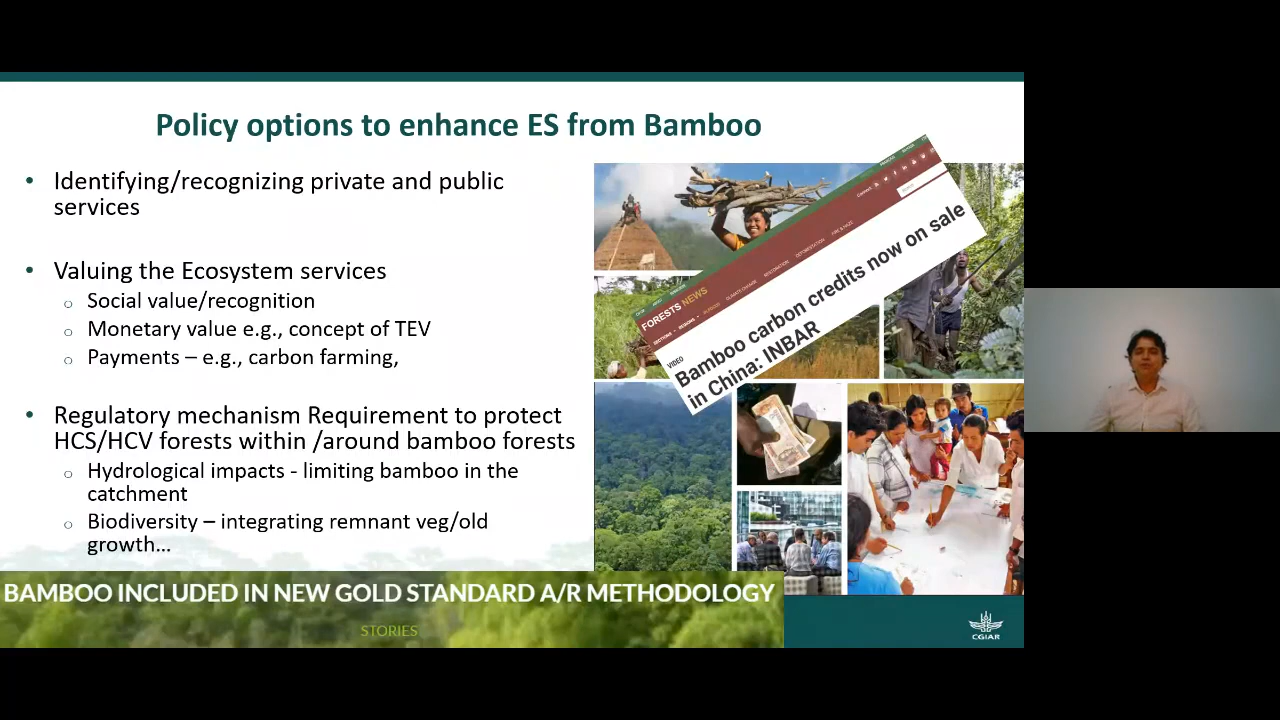 Policy options to enhance ES from Bamboo
• Identifying/recognizing private and public
services
• Valuing the Ecosystem services
o Social value/recognition
o Monetary value e.g., concept of TEV
o Payments – e.g., carbon farming,
• Regulatory mechanism Requirement to protect
HCS/HCV forests within /around bamboo forests
o Hydrological impacts - limiting bamboo in the
catchment
o Biodiversity – integrating remnant veg/old
growth…
FORESTS NEWS
VIDEO
Bamboo carbon credits now on sale
in China: INBAR
BAMBOO INCLUDED IN NEW GOLD STANDARD A/R METHODOLOGY
STORIES
CGIAR